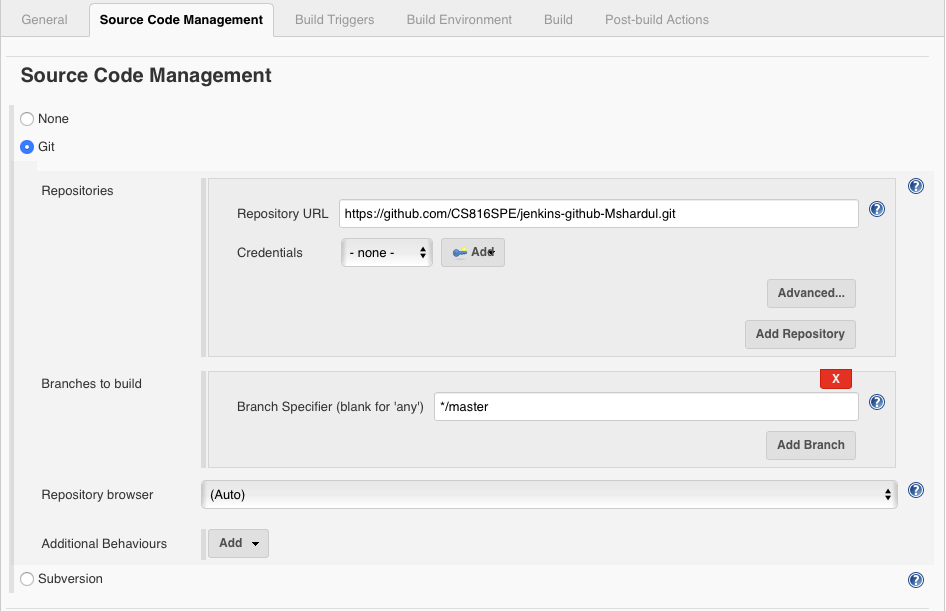 General Source Code Management Build Triggers Build Environment Build Post-build Actions
Source Code Management
None
Git
Repositories
Repository URL https://github.com/CS816SPE/jenkins-github-Mshardul.git
Credentials - none - Add
Advanced...
Add Repository
Branches to build
X
Branch Specifier (blank for 'any') */master
Add Branch
Repository browser (Auto)
Additional Behaviours Add
Subversion